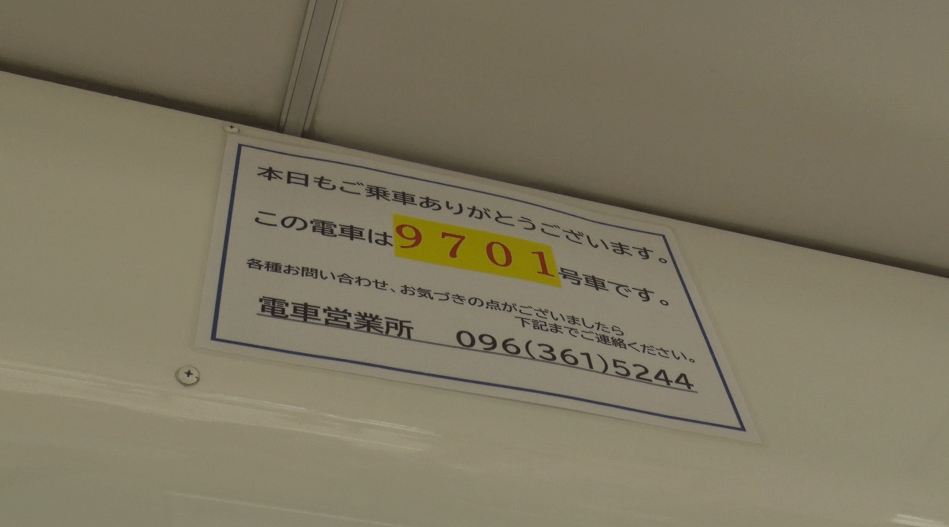 本日もご乗車ありがとうございます。
この電車は9701号車です。
各種お問い合わせ、お気づきの点がございましたら
下記までご連絡ください。
電車営業所 096(361)5244